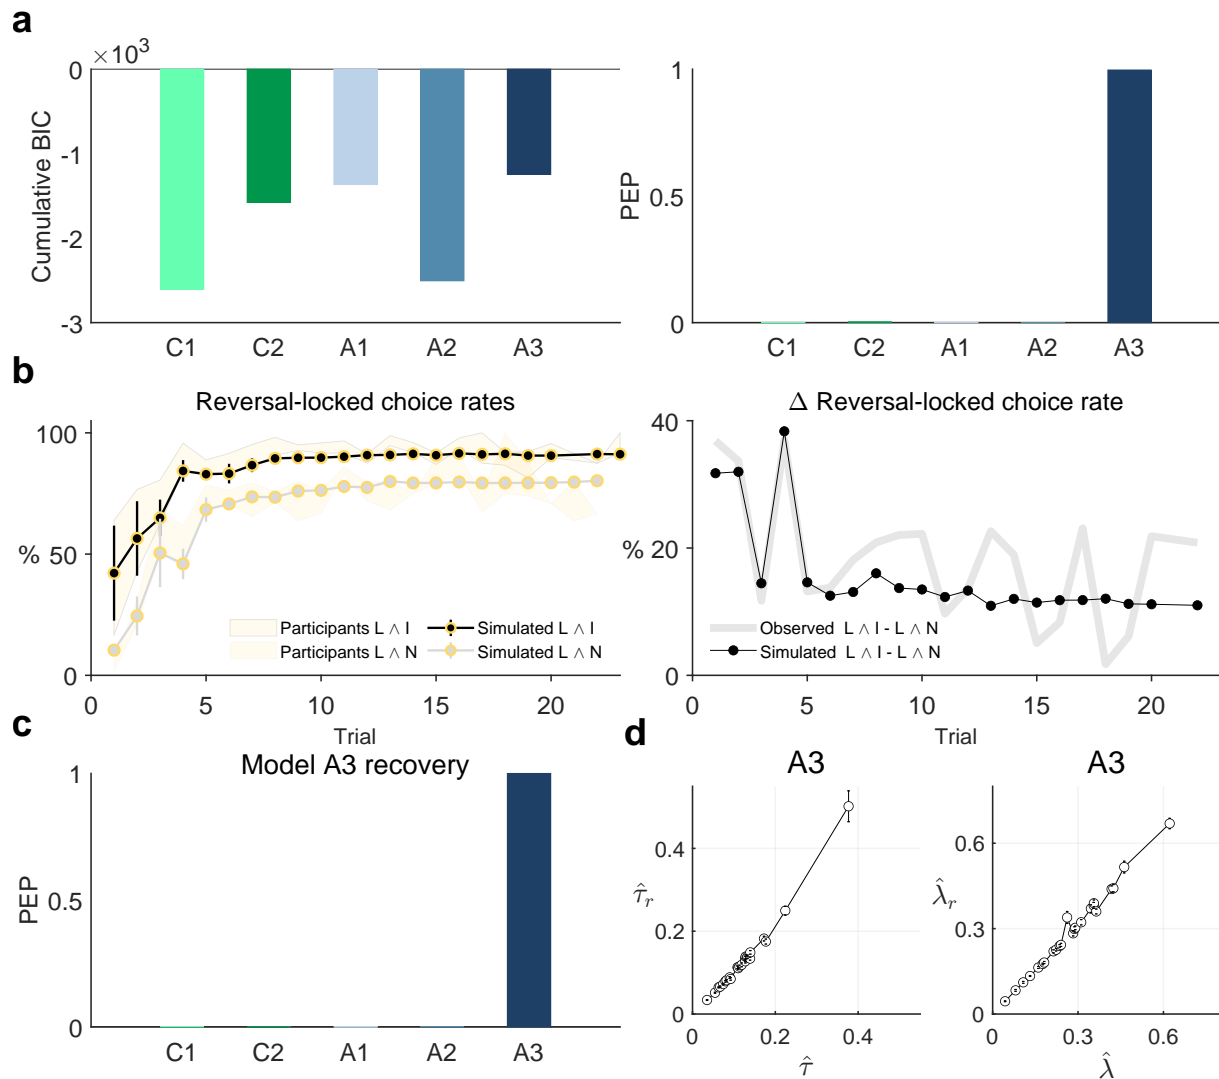 a
×10³
0
-1
-2
-3
Cumulative BIC
C1 C2 A1 A2 A3
1
0.5
0
PEP
C1 C2 A1 A2 A3
b
Reversal-locked choice rates
100
50
0
%
Participants L ∧ I
Simulated L ∧ I
Participants L ∧ N
Simulated L ∧ N
0 5 10 15 20
Trial
Δ Reversal-locked choice rate
40
20
0
%
Observed L ∧ I - L ∧ N
Simulated L ∧ I - L ∧ N
0 5 10 15 20
Trial
c
Model A3 recovery
1
0.5
0
PEP
C1 C2 A1 A2 A3
d
A3
0.4
0.2
0
τ̂ᵣ
0 0.2 0.4
τ̂
A3
0.6
0.3
0
λ̂ᵣ
0 0.3 0.6
λ̂